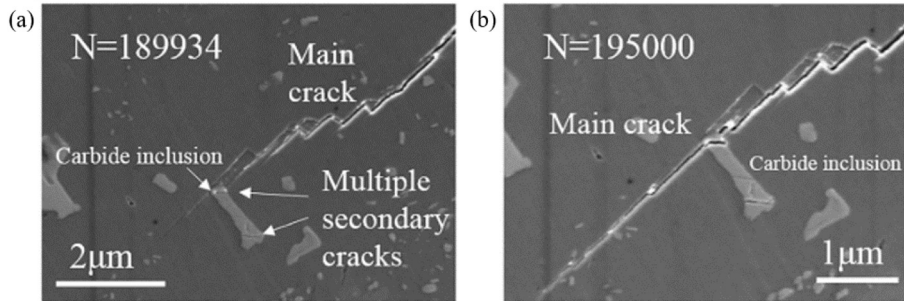 (a)
N=189934
Main
crack
Carbide inclusion
Multiple
secondary
cracks
2μm
(b)
N=195000
Main crack
Carbide inclusion
1μm